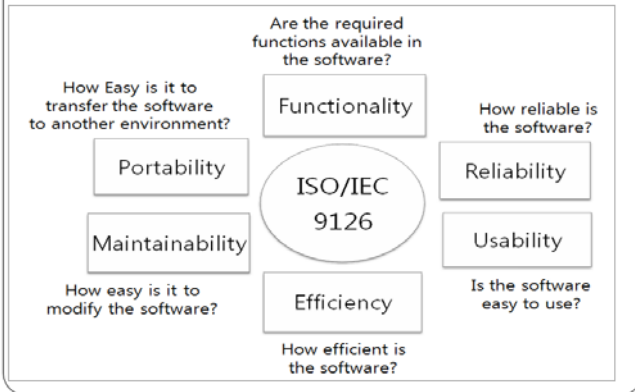 Are the required
functions available in
the software?
Functionality
How Easy is it to
transfer the software
to another environment?
Portability
How reliable is
the software?
Reliability
ISO/IEC
9126
Maintainability
How easy is it to
modify the software?
Usability
Is the software
easy to use?
Efficiency
How efficient is
the software?